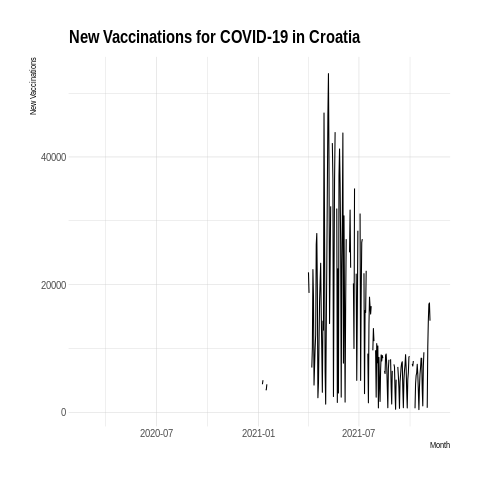 New Vaccinations for COVID-19 in Croatia
New Vaccinations
40000
20000
0
2020-07
2021-01
2021-07
Month